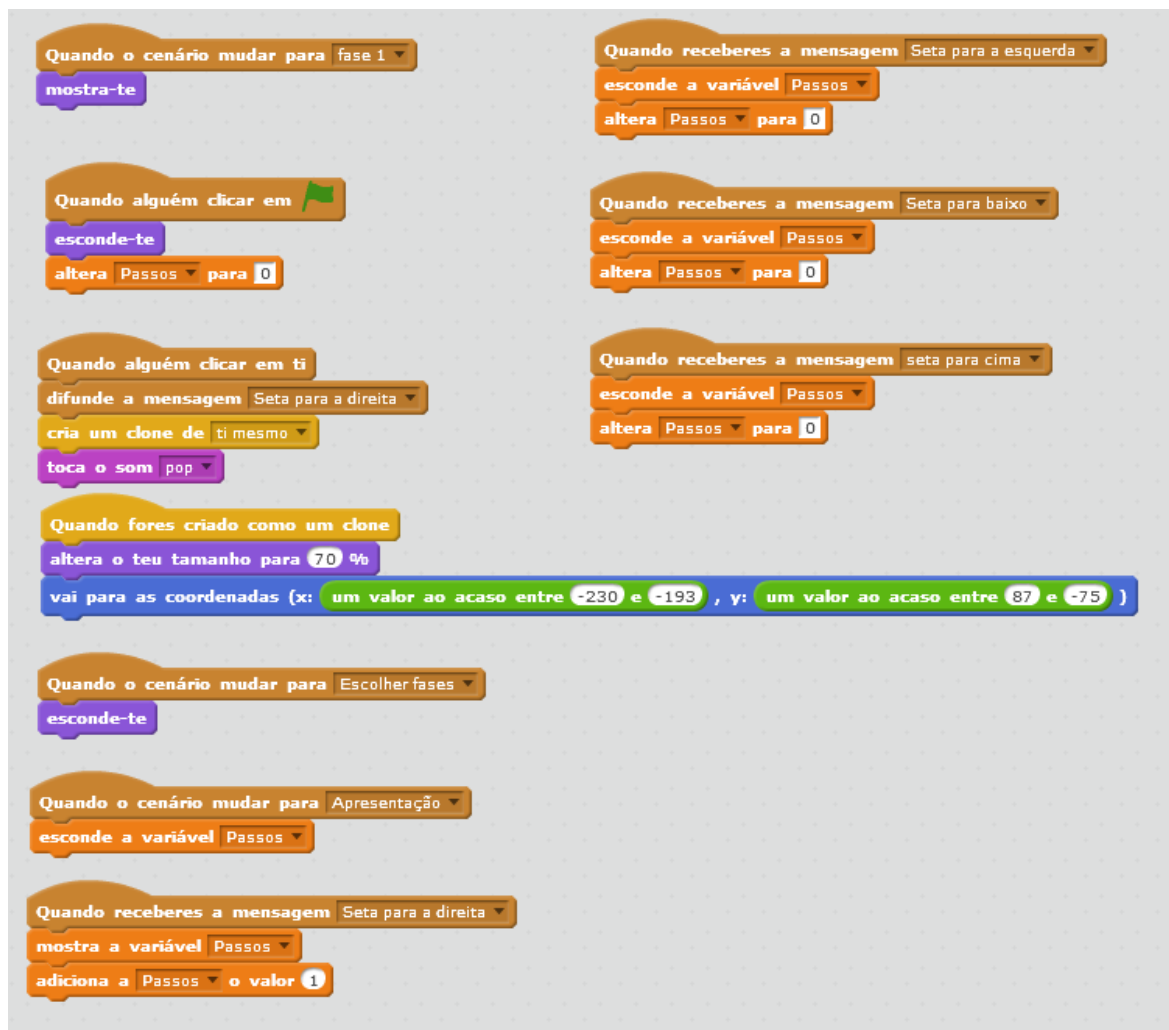 Quando o cenário mudar para fase 1
mostra-te
Quando alguém clicar em
esconde-te
altera Passos para 0
Quando alguém clicar em ti
difunde a mensagem Seta para a direita
cria um clone de ti mesmo
toca o som pop
Quando fores criado como um clone
altera o teu tamanho para 70 %
vai para as coordenadas (x: um valor ao acaso entre -230 e -193 , y: um valor ao acaso entre 87 e -75 )
Quando o cenário mudar para Escolher fases
esconde-te
Quando o cenário mudar para Apresentação
esconde a variável Passos
Quando receberes a mensagem Seta para a direita
mostra a variável Passos
adiciona a Passos o valor 1
Quando receberes a mensagem Seta para a esquerda
esconde a variável Passos
altera Passos para 0
Quando receberes a mensagem Seta para baixo
esconde a variável Passos
altera Passos para 0
Quando receberes a mensagem seta para cima
esconde a variável Passos
altera Passos para 0